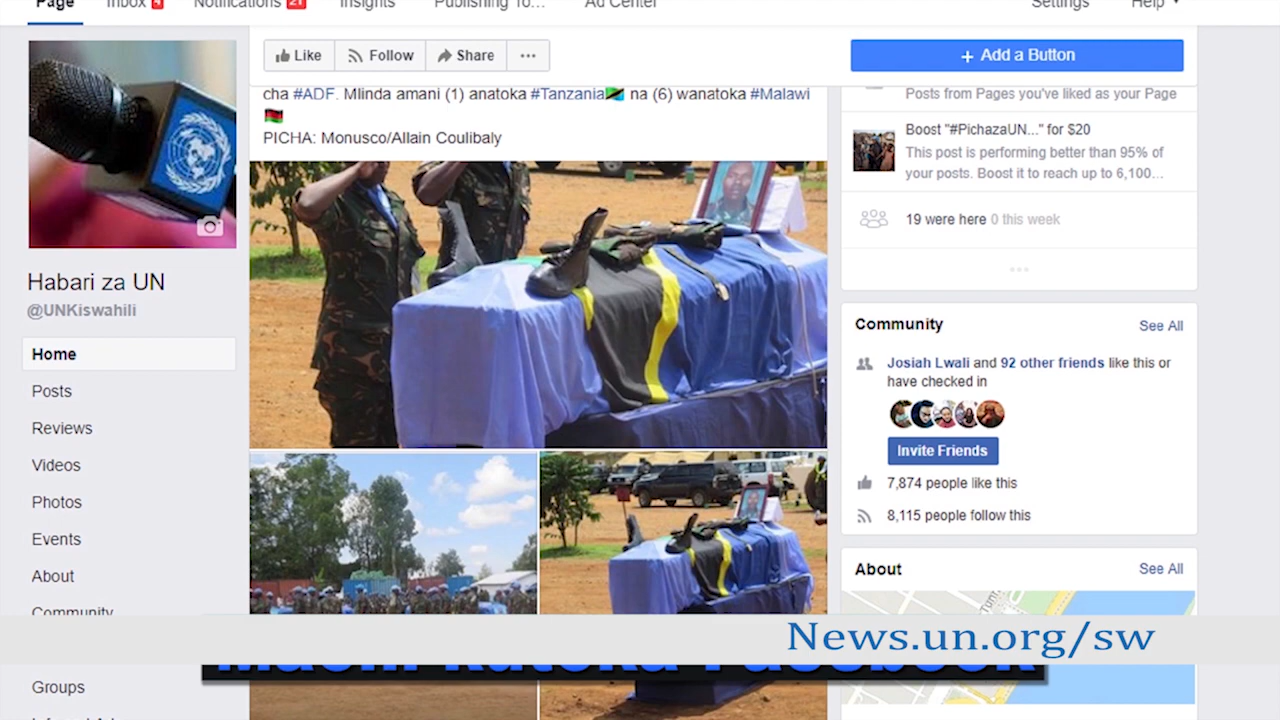 Page
Inbox 4
Notifications 21
Insights
Publishing To...
Ad Center
Settings
Help
Like
Follow
Share
+ Add a Button
Habari za UN
@UNKiswahili
Home
Posts
Reviews
Videos
Photos
Events
About
Community
Groups
cha #ADF. Mlinda amani (1) anatoka #Tanzania na (6) wanatoka #Malawi
PICHA: Monusco/Allain Coulibaly
Posts from Pages you've liked as your Page
Boost "#PichazaUN..." for $20
This post is performing better than 95% of
your posts. Boost it to reach up to 6,100...
19 were here 0 this week
Community
See All
Josiah Lwali and 92 other friends like this or
have checked in
Invite Friends
7,874 people like this
8,115 people follow this
About
See All
News.un.org/sw